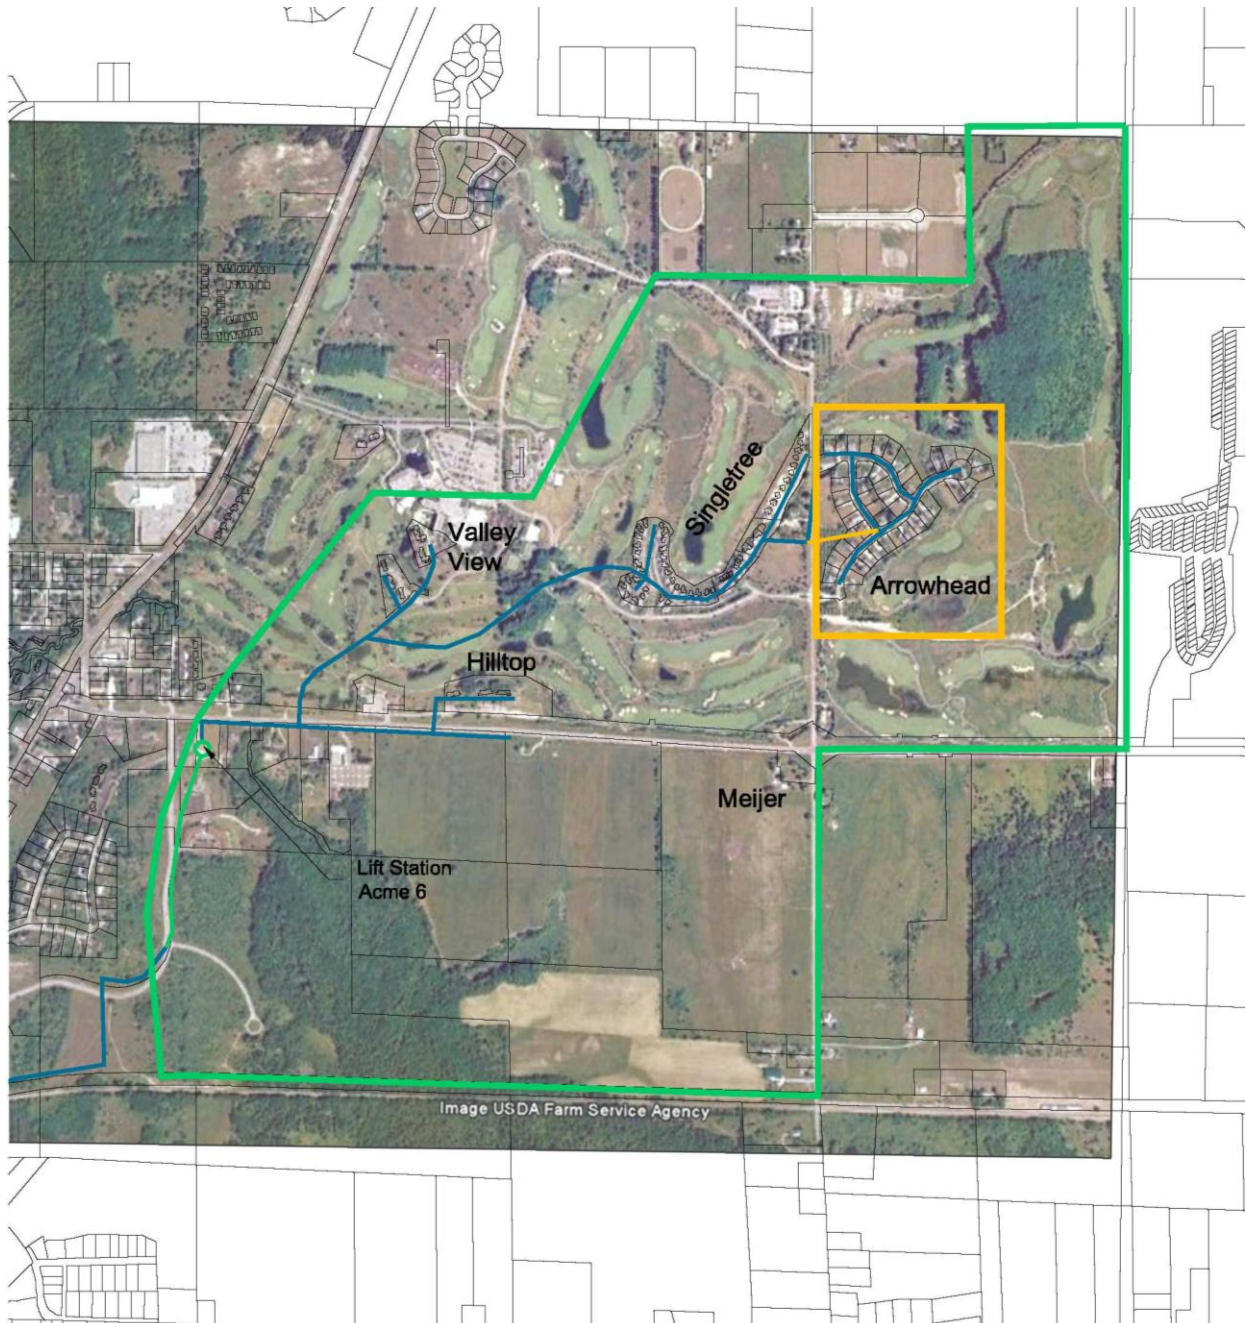 Singletree
Valley
View
Arrowhead
Hilltop
Meijer
Lift Station
Acme 6
Image USDA Farm Service Agency